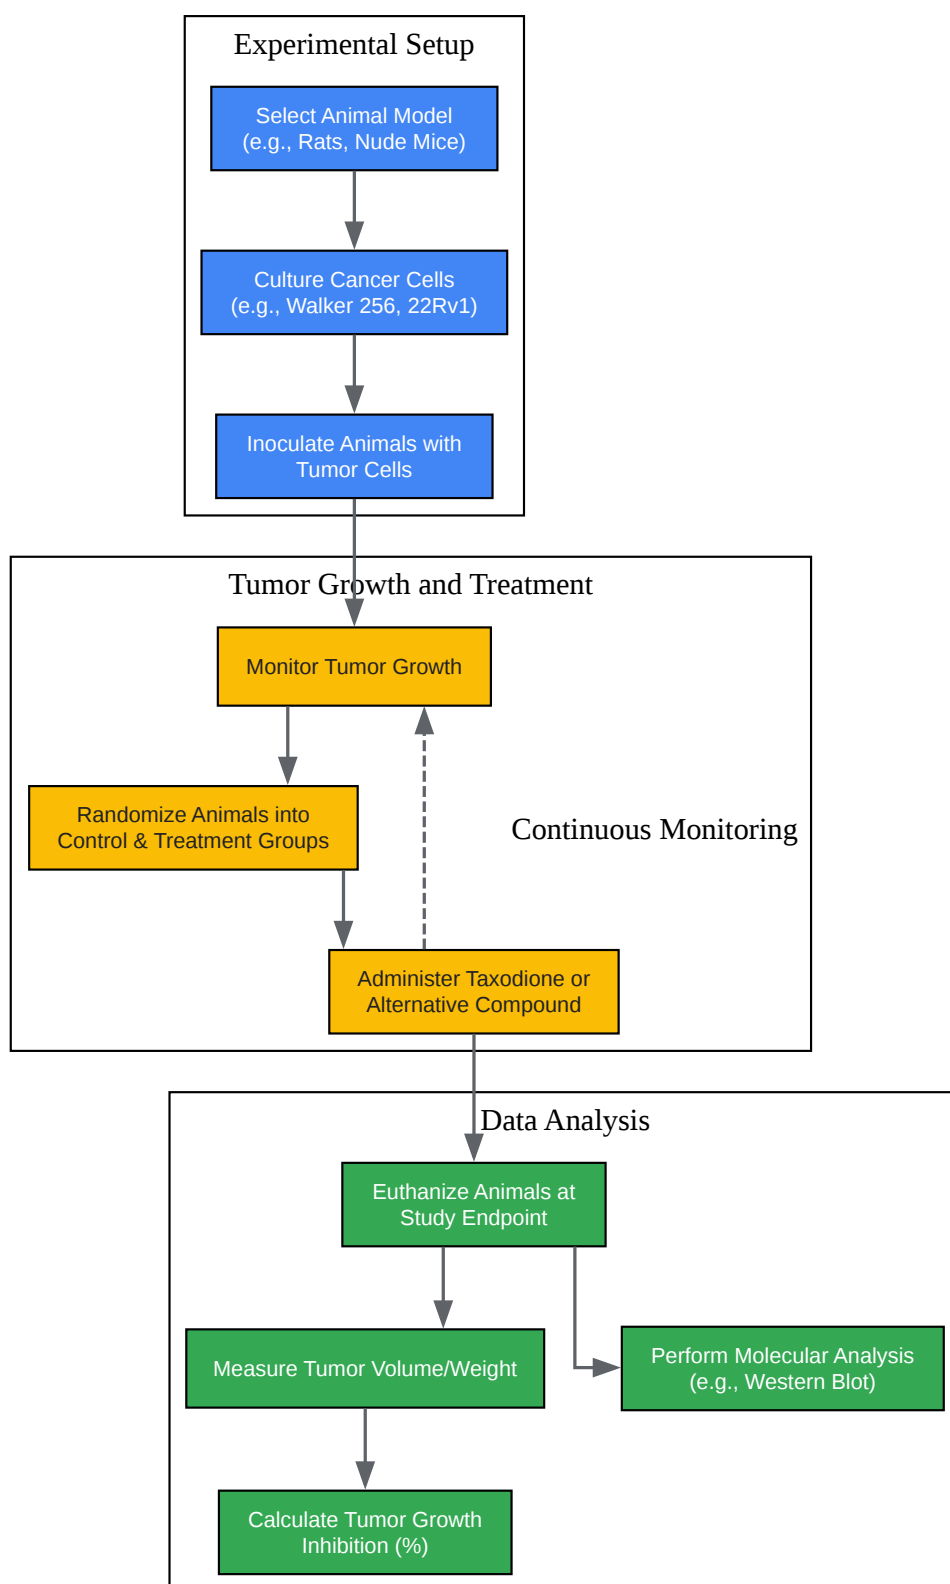 Experimental Setup
Select Animal Model
(e.g., Rats, Nude Mice)
Culture Cancer Cells
(e.g., Walker 256, 22Rv1)
Inoculate Animals with
Tumor Cells
Tumor Growth and Treatment
Monitor Tumor Growth
Randomize Animals into
Control & Treatment Groups
Continuous Monitoring
Administer Taxodione or
Alternative Compound
Data Analysis
Euthanize Animals at
Study Endpoint
Measure Tumor Volume/Weight
Perform Molecular Analysis
(e.g., Western Blot)
Calculate Tumor Growth
Inhibition (%)